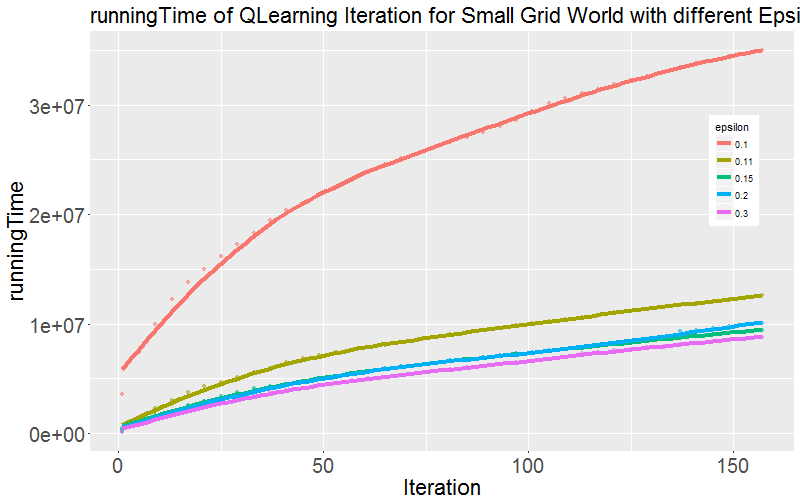 runningTime of QLearning Iteration for Small Grid World with different Epsi
runningTime
3e+07
2e+07
1e+07
0e+00
epsilon
0.1
0.11
0.15
0.2
0.3
0 50 100 150
Iteration